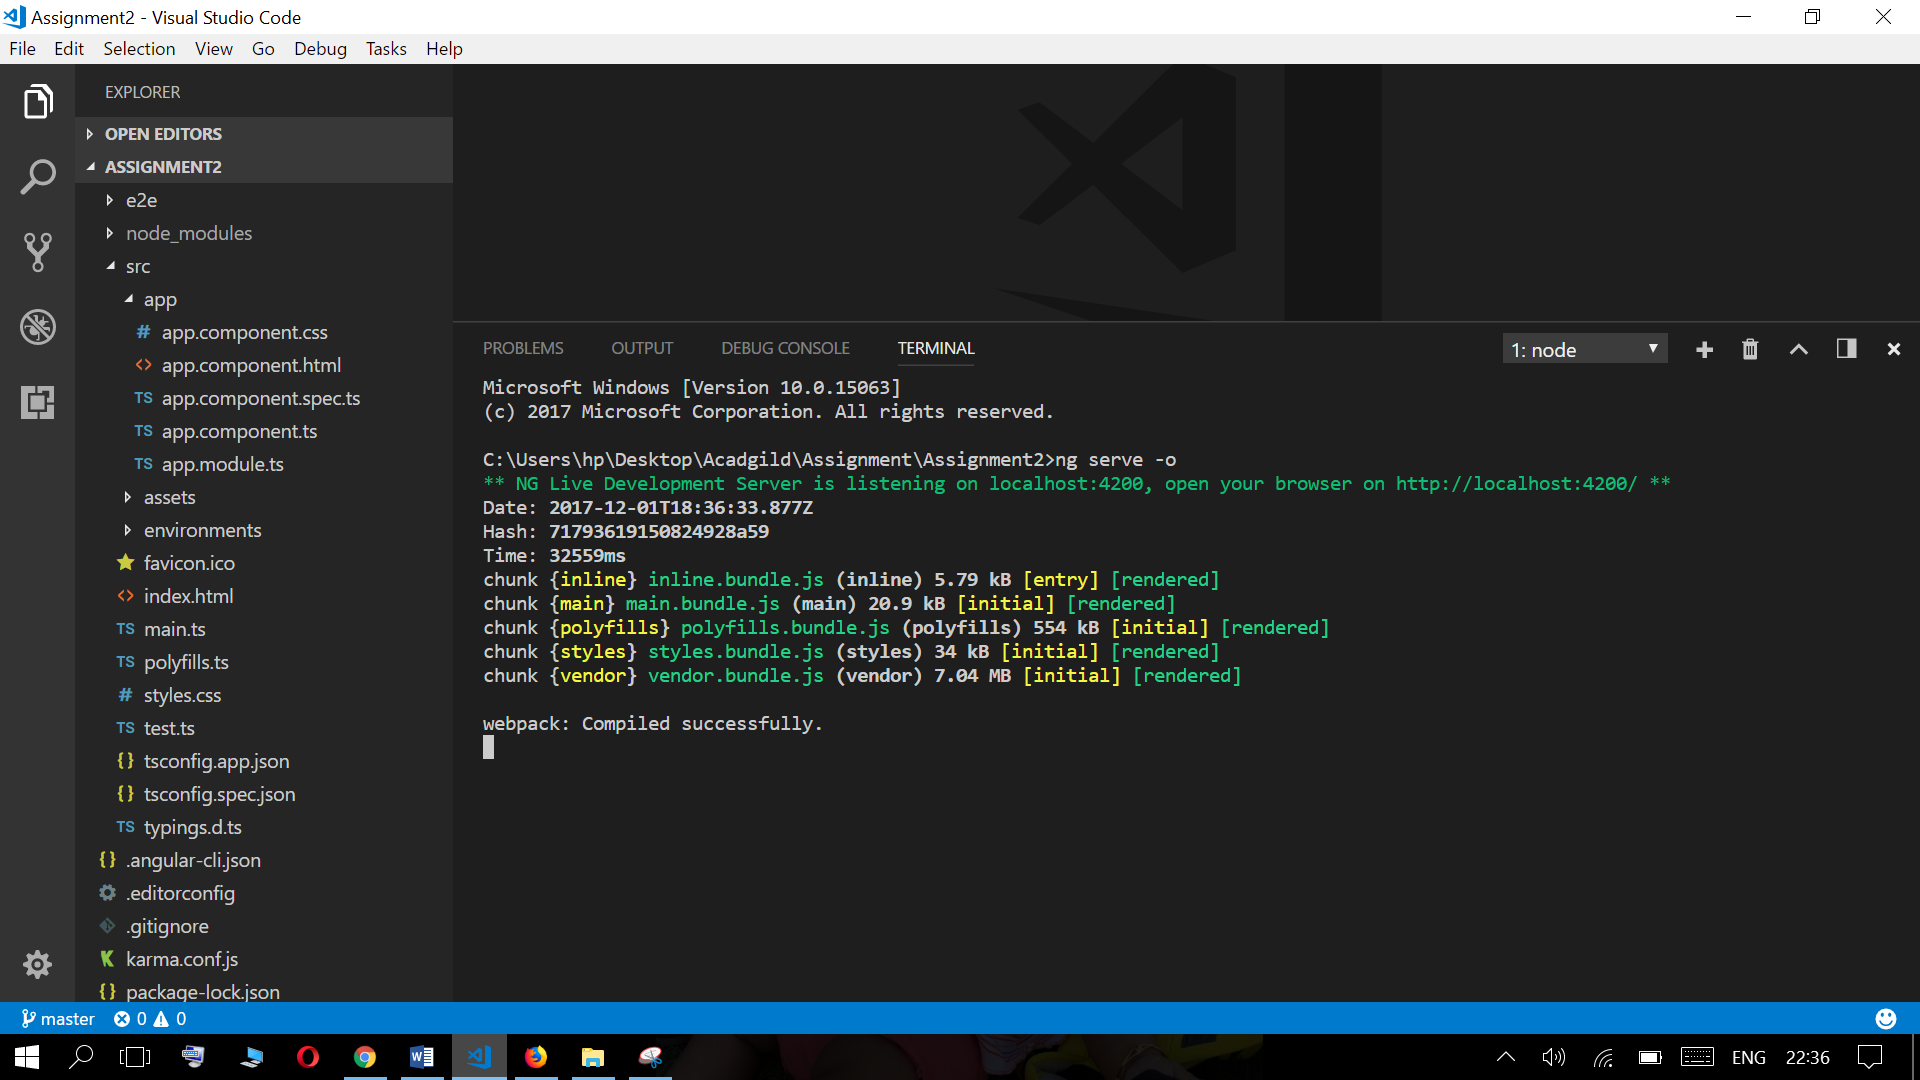 Assignment2 - Visual Studio Code
File Edit Selection View Go Debug Tasks Help
EXPLORER
OPEN EDITORS
ASSIGNMENT2
e2e
node_modules
src
app
# app.component.css
<> app.component.html
TS app.component.spec.ts
TS app.component.ts
TS app.module.ts
assets
environments
favicon.ico
<> index.html
TS main.ts
TS polyfills.ts
# styles.css
TS test.ts
{} tsconfig.app.json
{} tsconfig.spec.json
TS typings.d.ts
{} .angular-cli.json
.editorconfig
.gitignore
karma.conf.js
{} package-lock.json
PROBLEMS OUTPUT DEBUG CONSOLE TERMINAL
1: node
Microsoft Windows [Version 10.0.15063]
(c) 2017 Microsoft Corporation. All rights reserved.
C:\Users\hp\Desktop\Acadgild\Assignment\Assignment2>ng serve -o
** NG Live Development Server is listening on localhost:4200, open your browser on http://localhost:4200/ **
Date: 2017-12-01T18:36:33.877Z
Hash: 71793619150824928a59
Time: 32559ms
chunk {inline} inline.bundle.js (inline) 5.79 kB [entry] [rendered]
chunk {main} main.bundle.js (main) 20.9 kB [initial] [rendered]
chunk {polyfills} polyfills.bundle.js (polyfills) 554 kB [initial] [rendered]
chunk {styles} styles.bundle.js (styles) 34 kB [initial] [rendered]
chunk {vendor} vendor.bundle.js (vendor) 7.04 MB [initial] [rendered]
webpack: Compiled successfully.
master 0 0
ENG 22:36